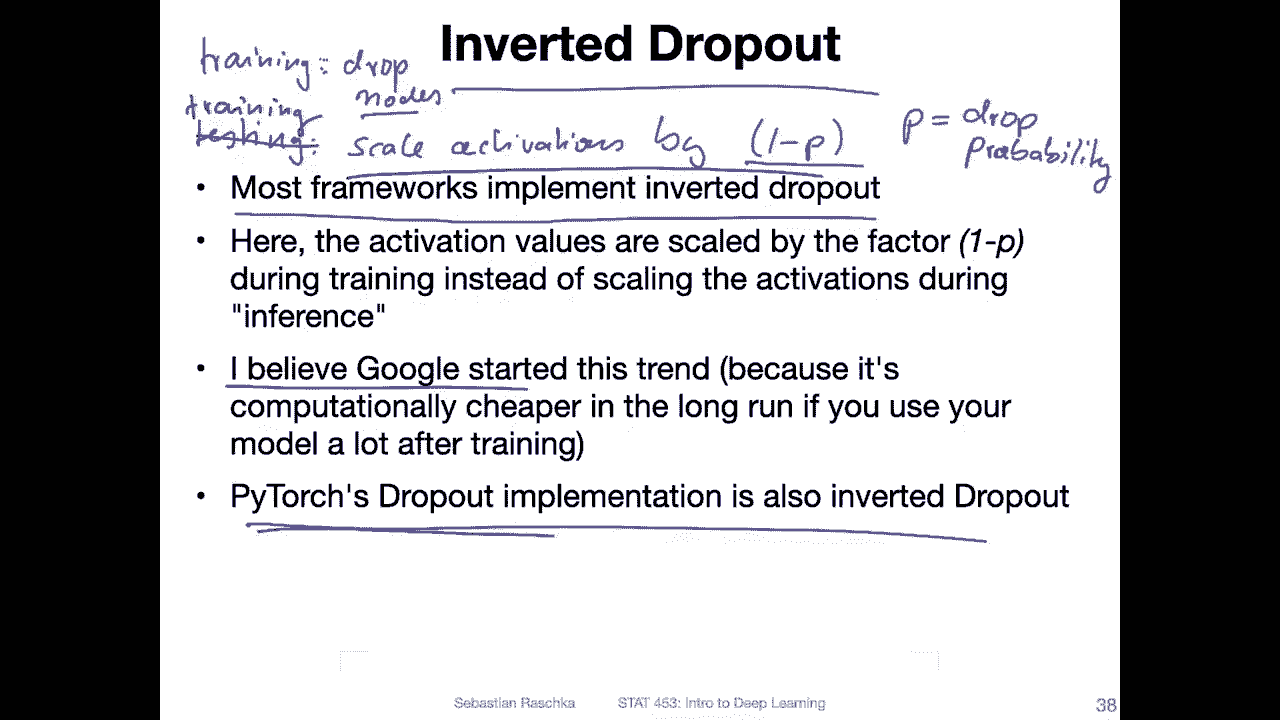 Inverted Dropout
training: drop
nodes
training
testing: scale activations by (1-p)
p = drop
prabability
• Most frameworks implement inverted dropout
• Here, the activation values are scaled by the factor (1-p)
during training instead of scaling the activations during
"inference"
• I believe Google started this trend (because it's
computationally cheaper in the long run if you use your
model a lot after training)
• PyTorch's Dropout implementation is also inverted Dropout
Sebastian Raschka STAT 453: Intro to Deep Learning 38